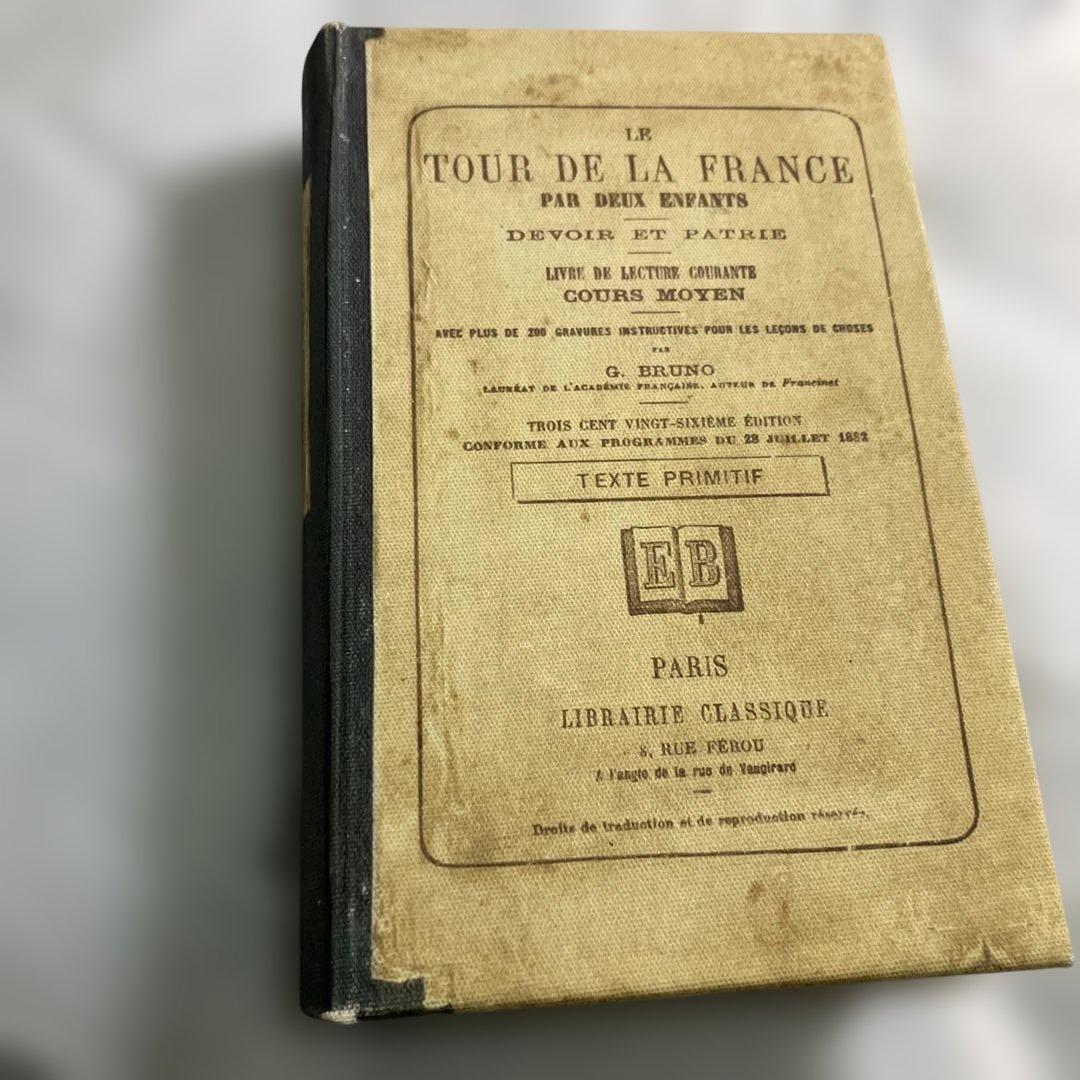 LE
TOUR DE LA FRANCE
PAR DEUX ENFANTS
DEVOIR ET PATRIE
LIVRE DE LECTURE COURANTE
COURS MOYEN
AVEC PLUS DE 200 GRAVURES INSTRUCTIVES POUR LES LEÇONS DE CHOSES
PAR
G. BRUNO
LAURÉAT DE L'ACADÉMIE FRANÇAISE, AUTEUR DE Francinet
TROIS CENT VINGT-SIXIÈME ÉDITION
CONFORME AUX PROGRAMMES DU 28 JUILLET 1882
TEXTE PRIMITIF
EB
PARIS
LIBRAIRIE CLASSIQUE
8, RUE FÉROU
A l'angle de la rue de Vaugirard
Droits de traduction et de reproduction réservés.